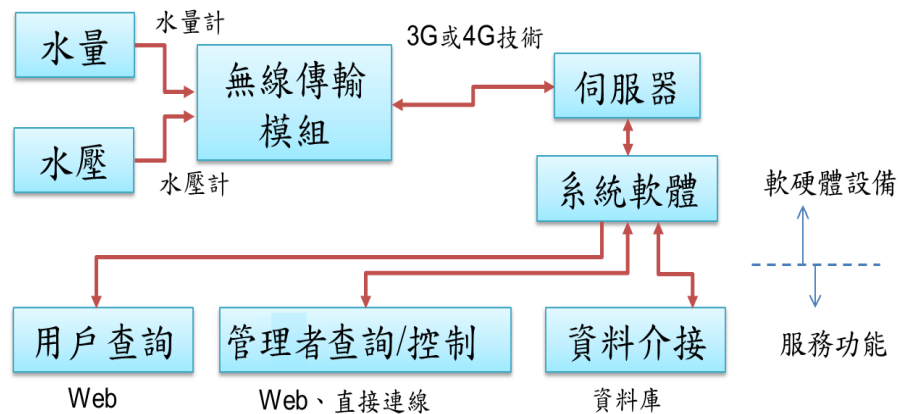 水量計
水量
3G或4G技術
無線傳輸
模組
伺服器
水壓
水壓計
系統軟體
軟硬體設備
用戶查詢
管理者查詢/控制
資料介接
服務功能
Web
Web、直接連線
資料庫